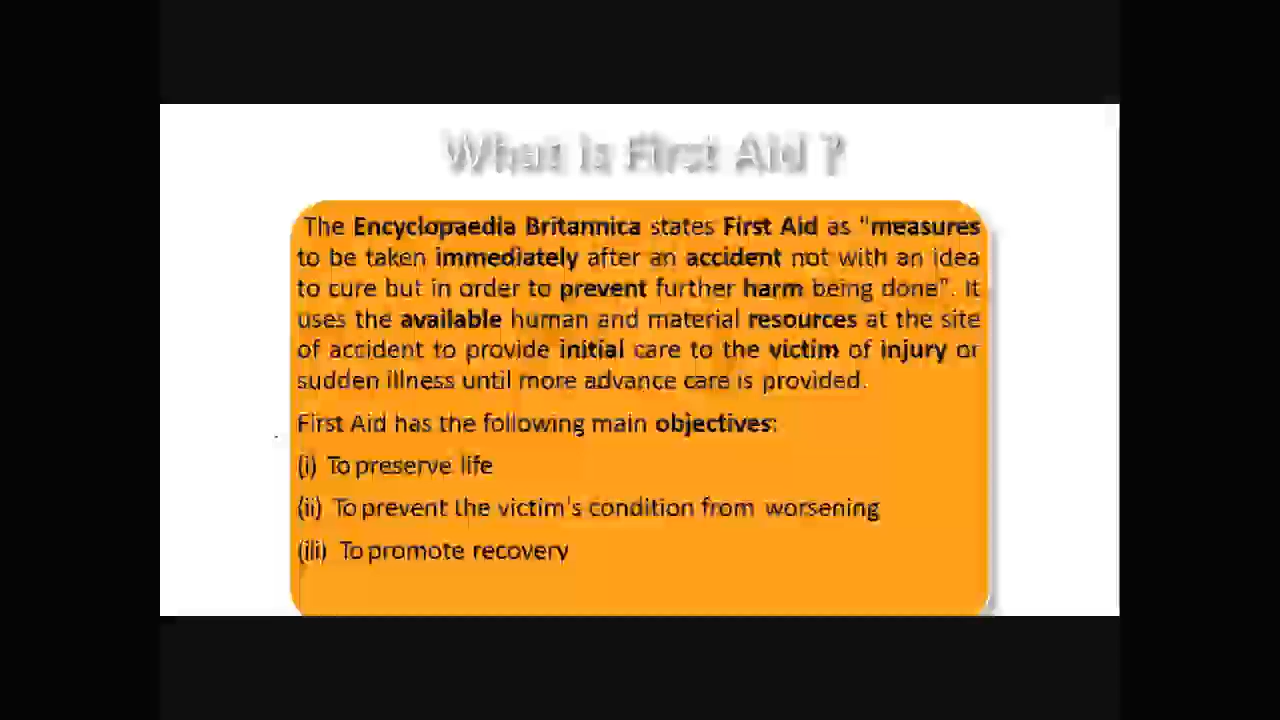 What is First Aid ?
The Encyclopaedia Britannica states First Aid as "measures
to be taken immediately after an accident not with an idea
to cure but in order to prevent further harm being done". It
uses the available human and material resources at the site
of accident to provide initial care to the victim of injury or
sudden illness until more advance care is provided.
First Aid has the following main objectives:
(i) To preserve life
(ii) To prevent the victim's condition from worsening
(iii) To promote recovery